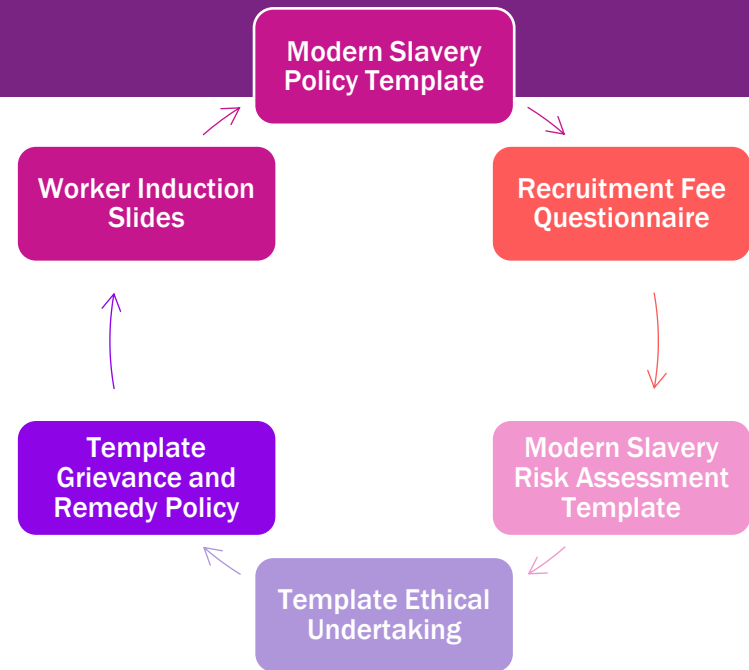 Modern Slavery
Policy Template
Recruitment Fee
Questionnaire
Modern Slavery
Risk Assessment
Template
Template Ethical
Undertaking
Template
Grievance and
Remedy Policy
Worker Induction
Slides